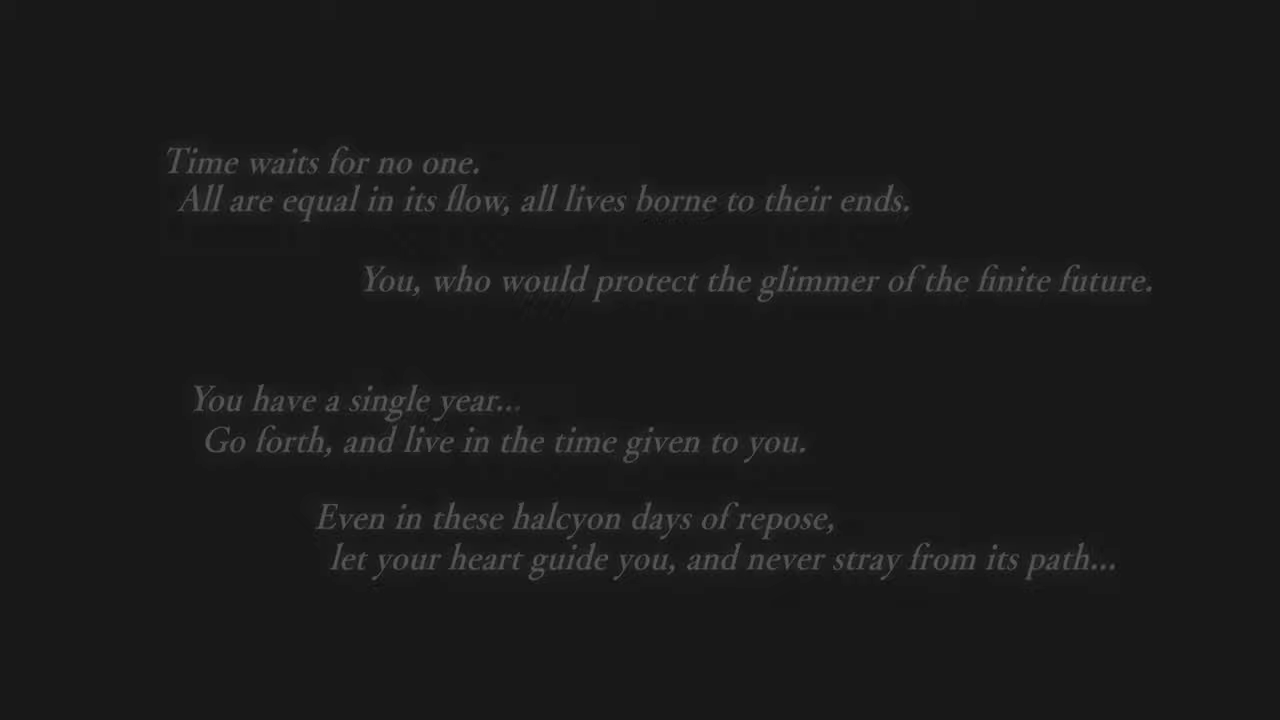 Time waits for no one.
All are equal in its flow, all lives borne to their ends.
You, who would protect the glimmer of the finite future.
You have a single year...
Go forth, and live in the time given to you.
Even in these halcyon days of repose,
let your heart guide you, and never stray from its path...